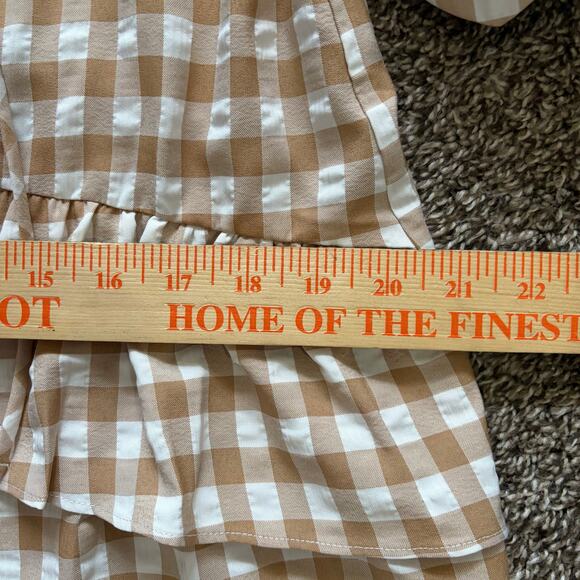 15 16 17 18 19 20 21 22
OT HOME OF THE FINEST